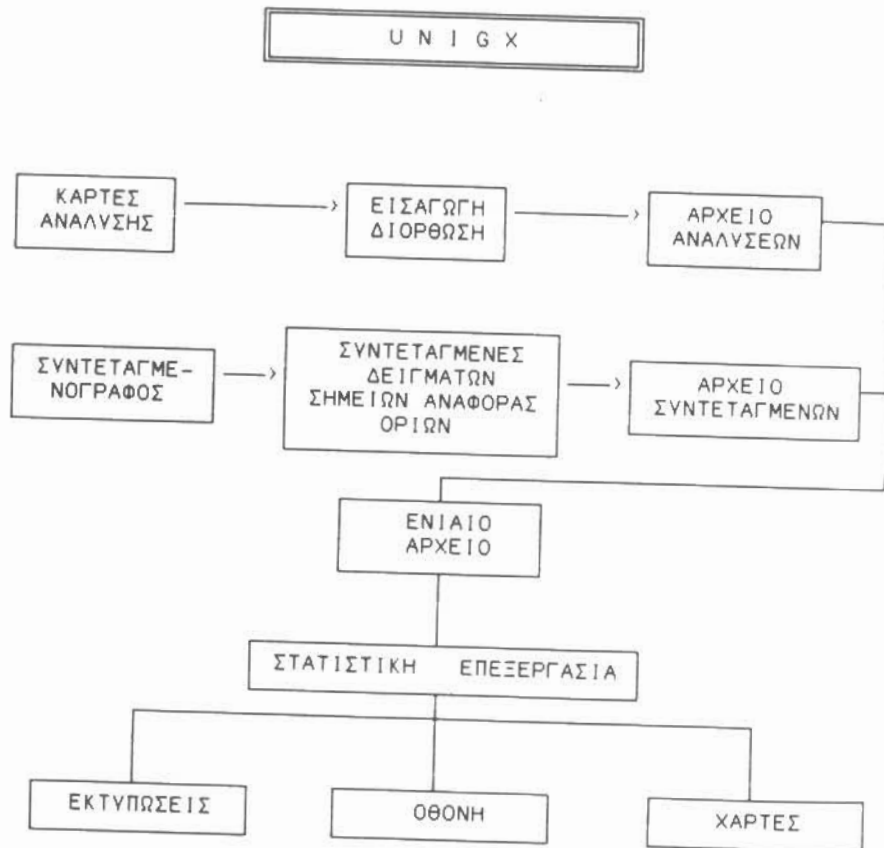 U N I G X
ΚΑΡΤΕΣ
ΑΝΑΛΥΣΗΣ
ΕΙΣΑΓΩΓΗ
ΔΙΟΡΘΩΣΗ
ΑΡΧΕΙΟ
ΑΝΑΛΥΣΕΩΝ
ΣΥΝΤΕΤΑΓΜΕ-
ΝΟΓΡΑΦΟΣ
ΣΥΝΤΕΤΑΓΜΕΝΕΣ
ΔΕΙΓΜΑΤΩΝ
ΣΗΜΕΙΩΝ ΑΝΑΦΟΡΑΣ
ΟΡΙΩΝ
ΑΡΧΕΙΟ
ΣΥΝΤΕΤΑΓΜΕΝΩΝ
ΕΝΙΑΙΟ
ΑΡΧΕΙΟ
ΣΤΑΤΙΣΤΙΚΗ ΕΠΕΞΕΡΓΑΣΙΑ
ΕΚΤΥΠΩΣΕΙΣ
ΟΘΟΝΗ
ΧΑΡΤΕΣ